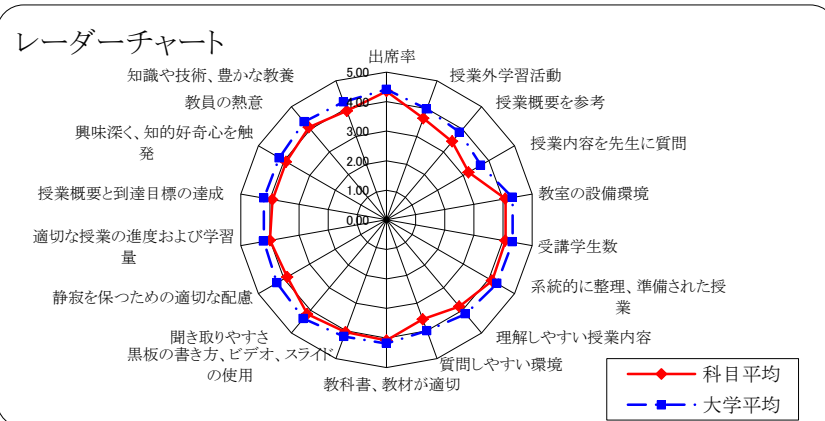 レーダーチャート
出席率
授業外学習活動
授業概要を参考
授業内容を先生に質問
教室の設備環境
受講学生数
系統的に整理、準備された授
業
理解しやすい授業内容
質問しやすい環境
教科書、教材が適切
黒板の書き方、ビデオ、スライド
の使用
聞き取りやすさ
静寂を保つための適切な配慮
適切な授業の進度および学習
量
授業概要と到達目標の達成
興味深く、知的好奇心を触
発
教員の熱意
知識や技術、豊かな教養
5.00
4.00
3.00
2.00
1.00
0.00
科目平均
大学平均